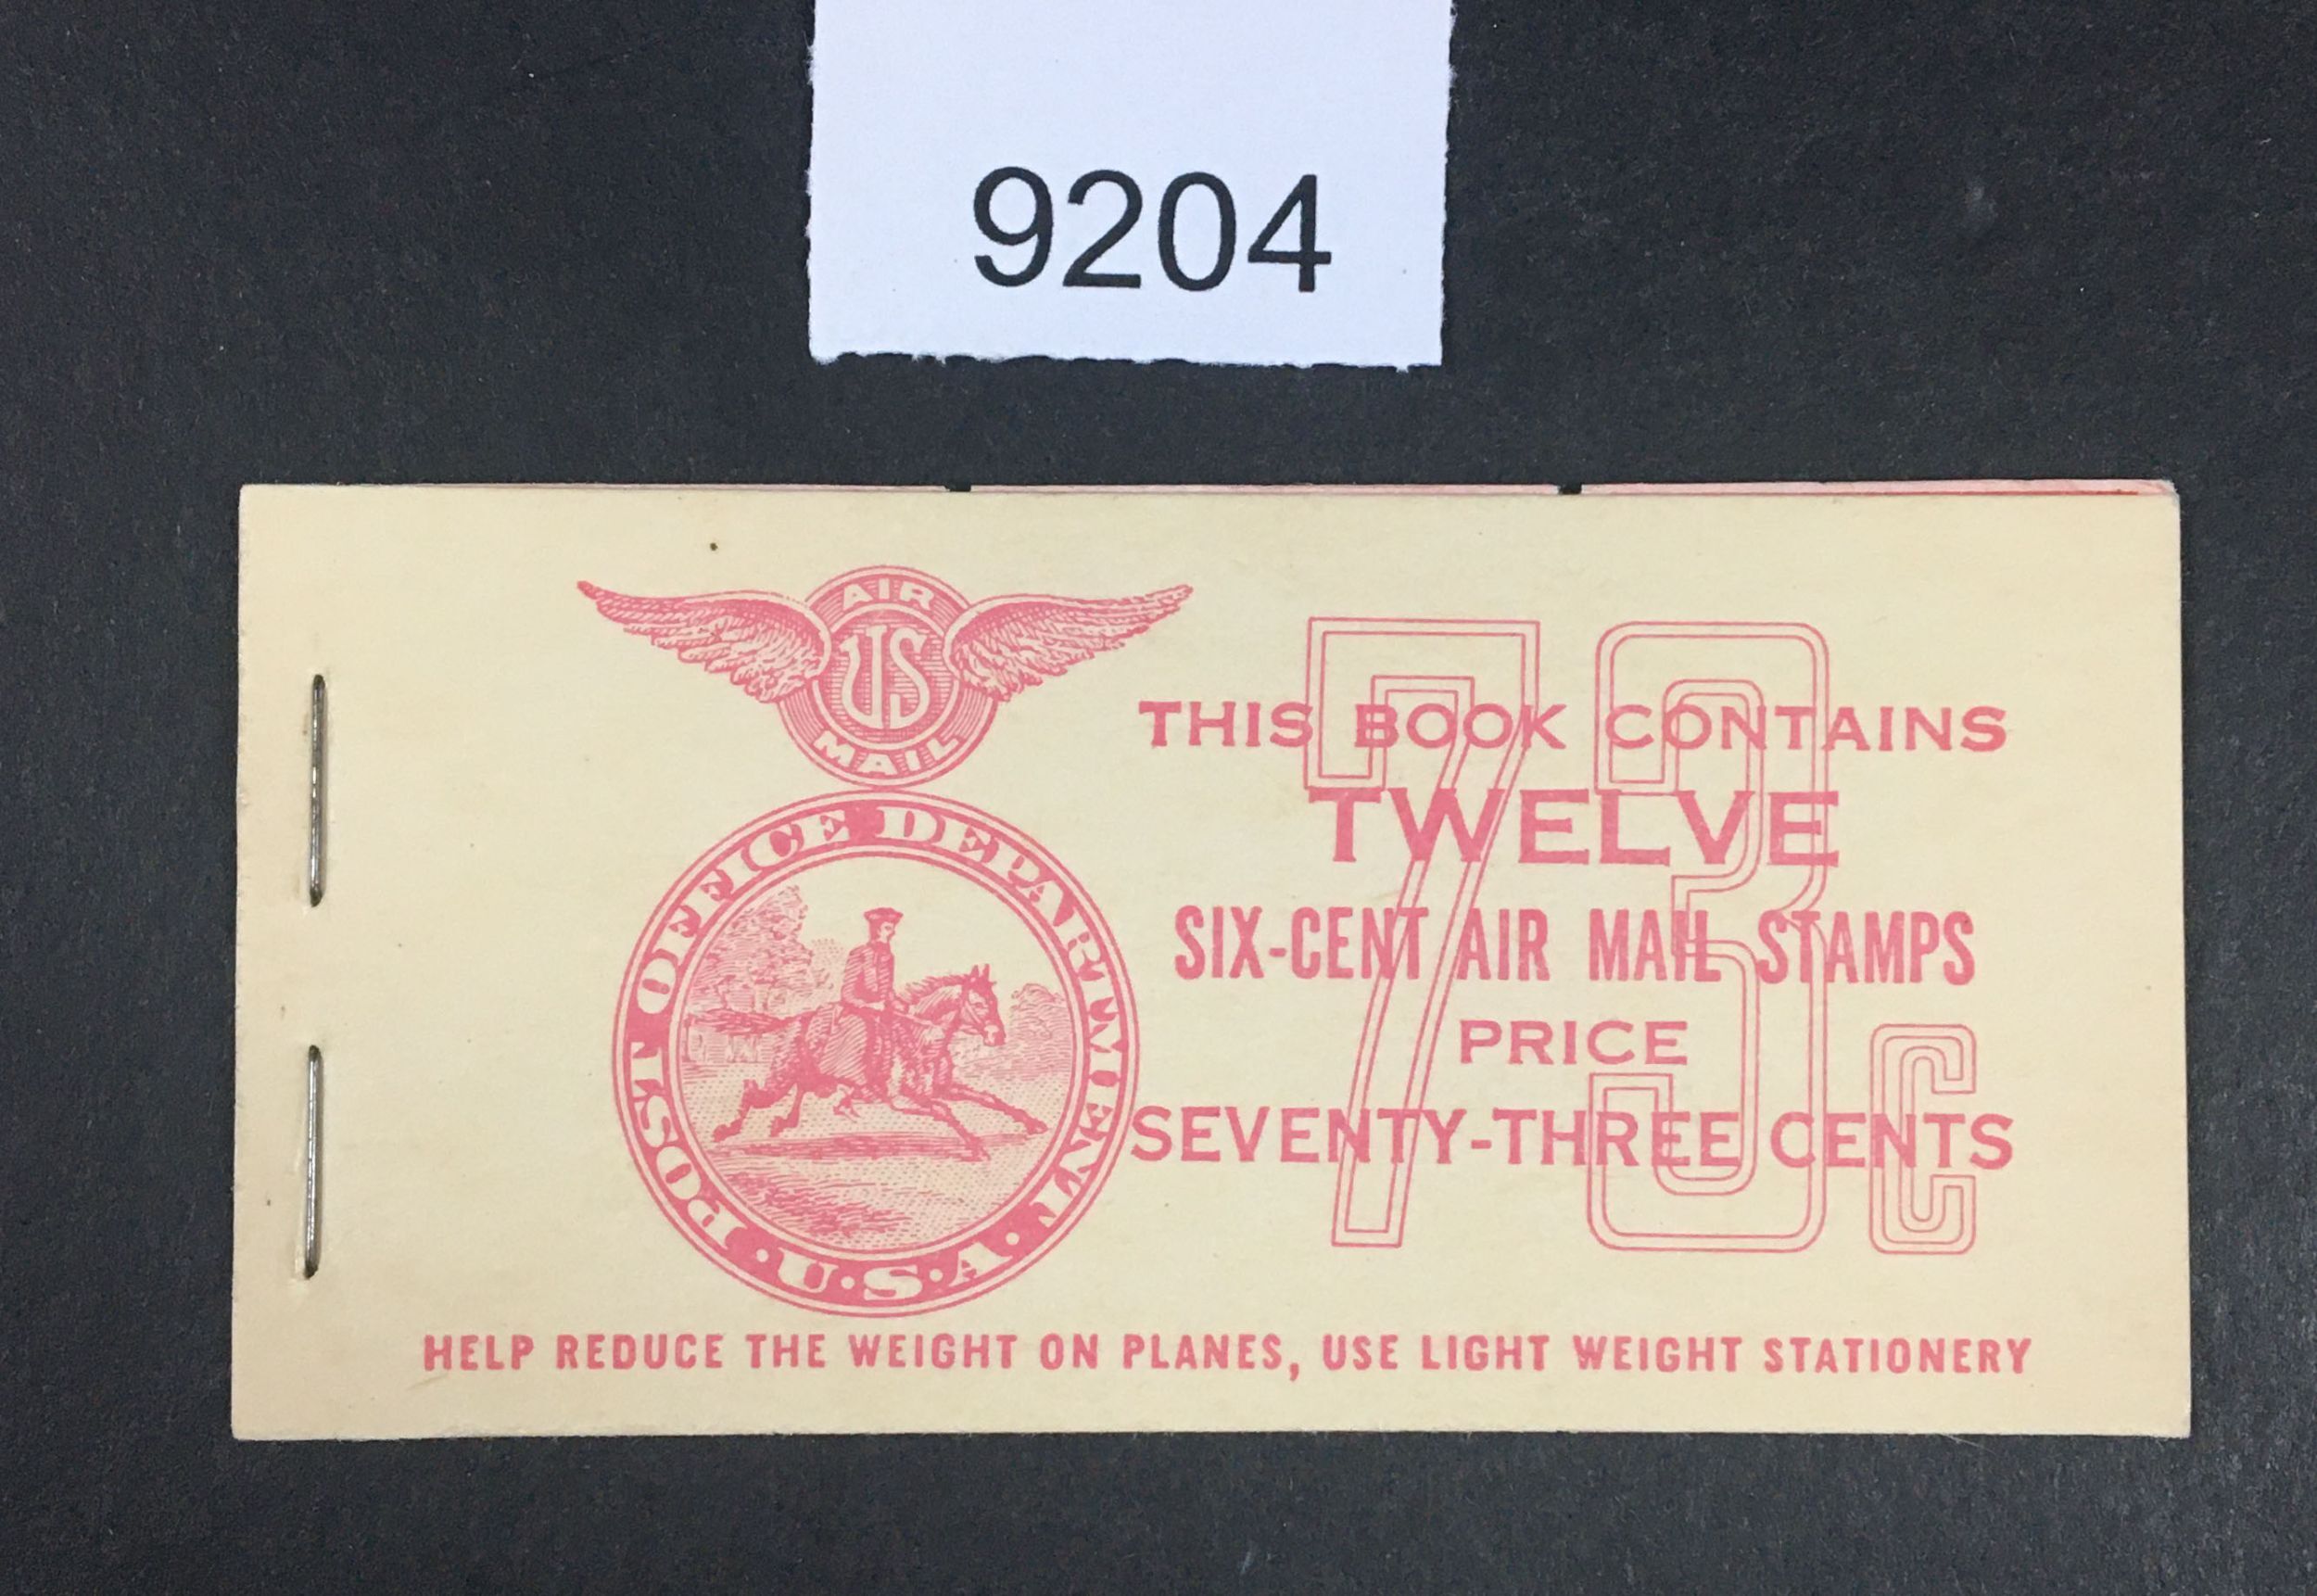 9204
AIR
US
MAIL
POST OFFICE DEPARTMENT
·U·S·A·
THIS BOOK CONTAINS
TWELVE
SIX-CENT AIR MAIL STAMPS
PRICE
SEVENTY-THREE CENTS
73c
HELP REDUCE THE WEIGHT ON PLANES, USE LIGHT WEIGHT STATIONERY